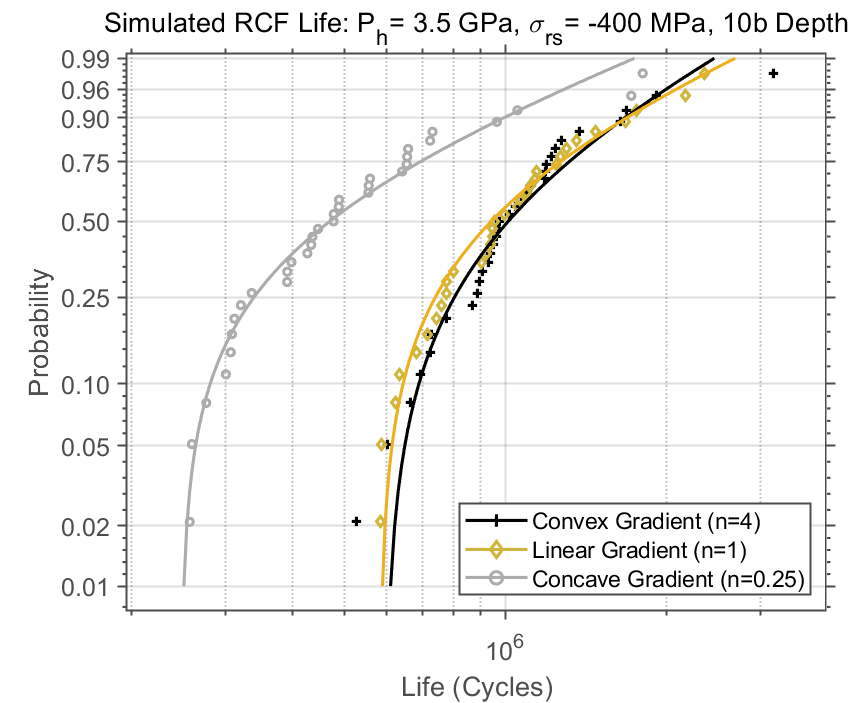 Simulated RCF Life: P_h= 3.5 GPa, σ_rs= -400 MPa, 10b Depth
0.99
0.96
0.90
0.75
0.50
0.25
0.10
0.05
0.02
0.01
Probability
Convex Gradient (n=4)
Linear Gradient (n=1)
Concave Gradient (n=0.25)
10^6
Life (Cycles)